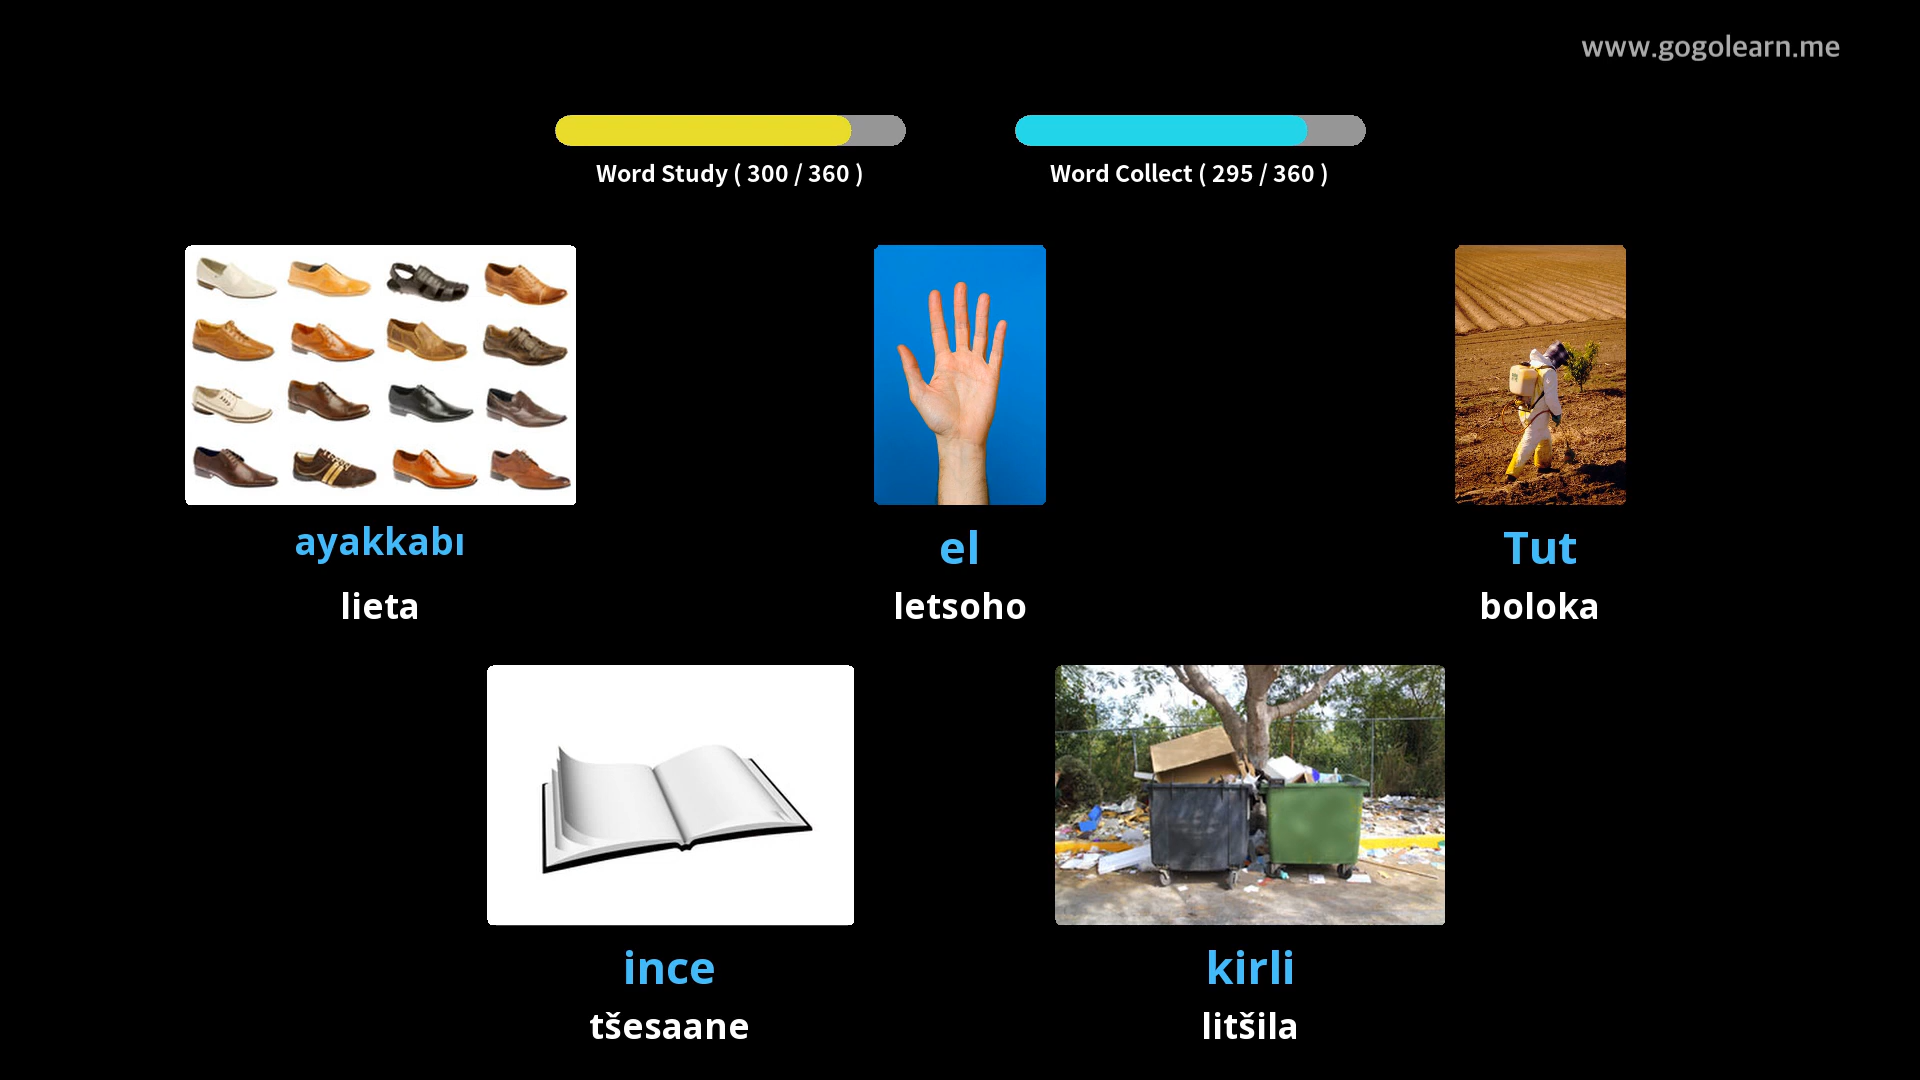 www.gogolearn.me
Word Study ( 300 / 360 )
Word Collect ( 295 / 360 )
ayakkabı
lieta
el
letsoho
Tut
boloka
ince
tšesaane
kirli
litšila